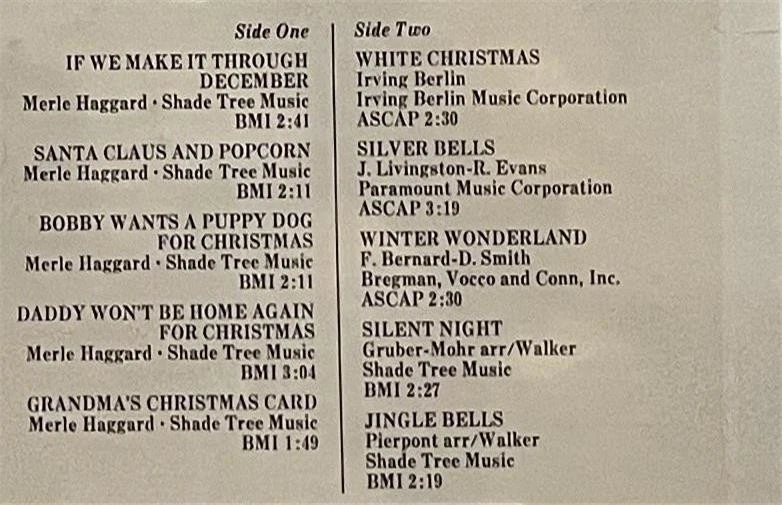 Side One
IF WE MAKE IT THROUGH
DECEMBER
Merle Haggard · Shade Tree Music
BMI 2:41
SANTA CLAUS AND POPCORN
Merle Haggard · Shade Tree Music
BMI 2:11
BOBBY WANTS A PUPPY DOG
FOR CHRISTMAS
Merle Haggard · Shade Tree Music
BMI 2:11
DADDY WON'T BE HOME AGAIN
FOR CHRISTMAS
Merle Haggard · Shade Tree Music
BMI 3:04
GRANDMA'S CHRISTMAS CARD
Merle Haggard · Shade Tree Music
BMI 1:49
Side Two
WHITE CHRISTMAS
Irving Berlin
Irving Berlin Music Corporation
ASCAP 2:30
SILVER BELLS
J. Livingston-R. Evans
Paramount Music Corporation
ASCAP 3:19
WINTER WONDERLAND
F. Bernard-D. Smith
Bregman, Vocco and Conn, Inc.
ASCAP 2:30
SILENT NIGHT
Gruber-Mohr arr/Walker
Shade Tree Music
BMI 2:27
JINGLE BELLS
Pierpont arr/Walker
Shade Tree Music
BMI 2:19